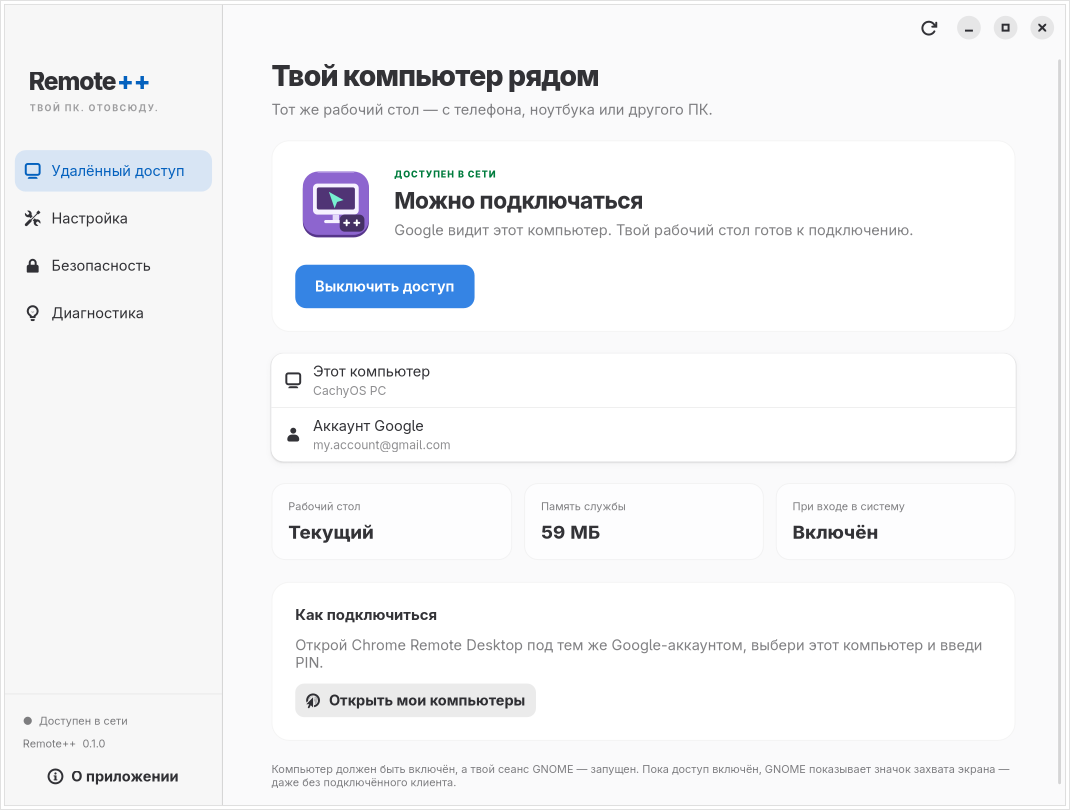 Remote++
ТВОЙ ПК. ОТОВСЮДУ.
Удалённый доступ
Настройка
Безопасность
Диагностика
Доступен в сети
Remote++ 0.1.0
О приложении
Твой компьютер рядом
Тот же рабочий стол — с телефона, ноутбука или другого ПК.
++
ДОСТУПЕН В СЕТИ
Можно подключаться
Google видит этот компьютер. Твой рабочий стол готов к подключению.
Выключить доступ
Этот компьютер
CachyOS PC
Аккаунт Google
my.account@gmail.com
Рабочий стол
Текущий
Память службы
59 МБ
При входе в систему
Включён
Как подключиться
Открой Chrome Remote Desktop под тем же Google-аккаунтом, выбери этот компьютер и введи
PIN.
Открыть мои компьютеры
Компьютер должен быть включён, а твой сеанс GNOME — запущен. Пока доступ включён, GNOME показывает значок захвата экрана —
даже без подключённого клиента.